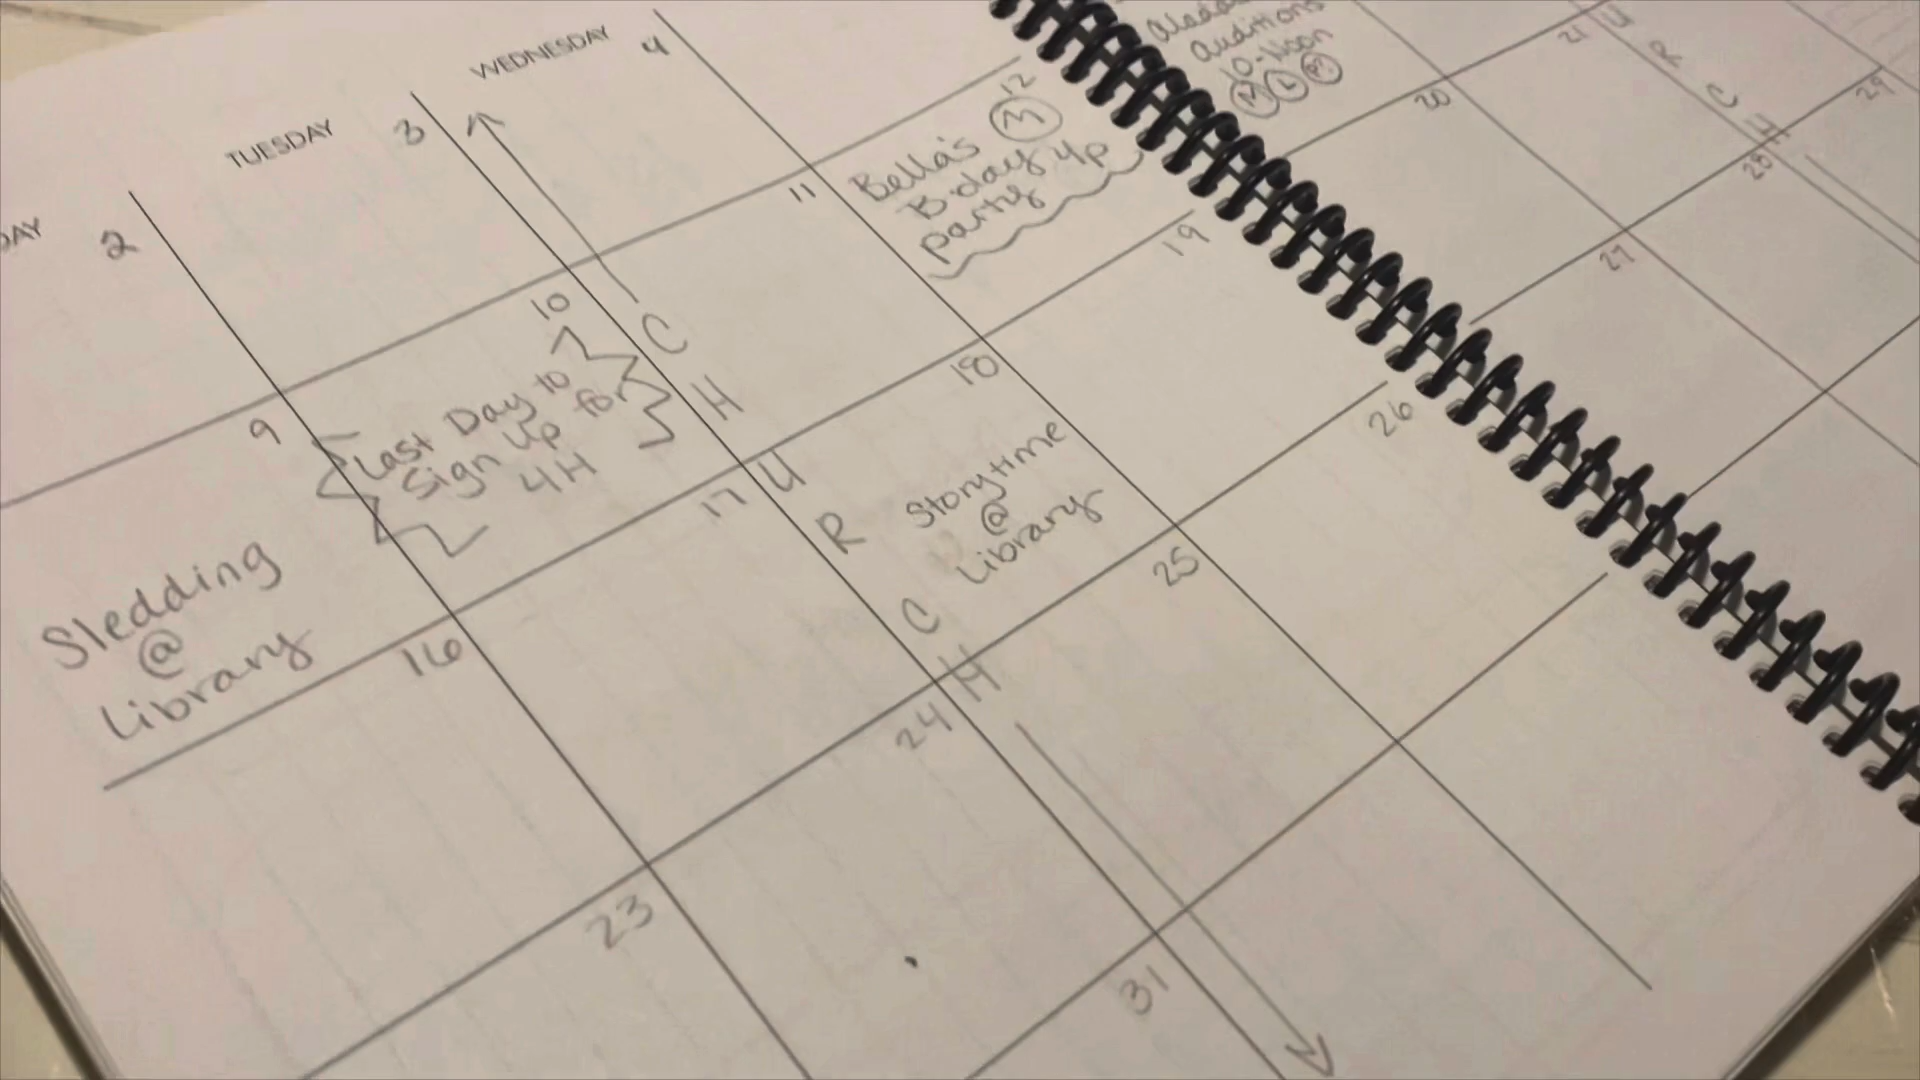 DAY 2
TUESDAY 3
WEDNESDAY 4
9
Sledding
@
Library
10
Last Day to
Sign Up for
4H
11
12
M
Bella's
B-day 4p
party
C
H
U
R
C
H
16
17
18
Storytime
@
Library
19
23
24
25
26
31
Auditions
10-Noon
M L
20
21
U
R
C
H
27
28
29